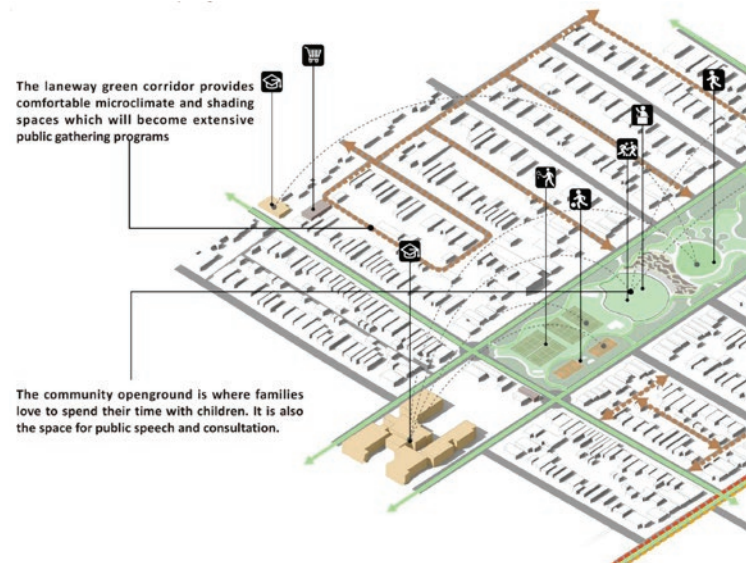 The laneway green corridor provides
comfortable microclimate and shading
spaces which will become extensive
public gathering programs
The community openground is where families
love to spend their time with children. It is also
the space for public speech and consultation.